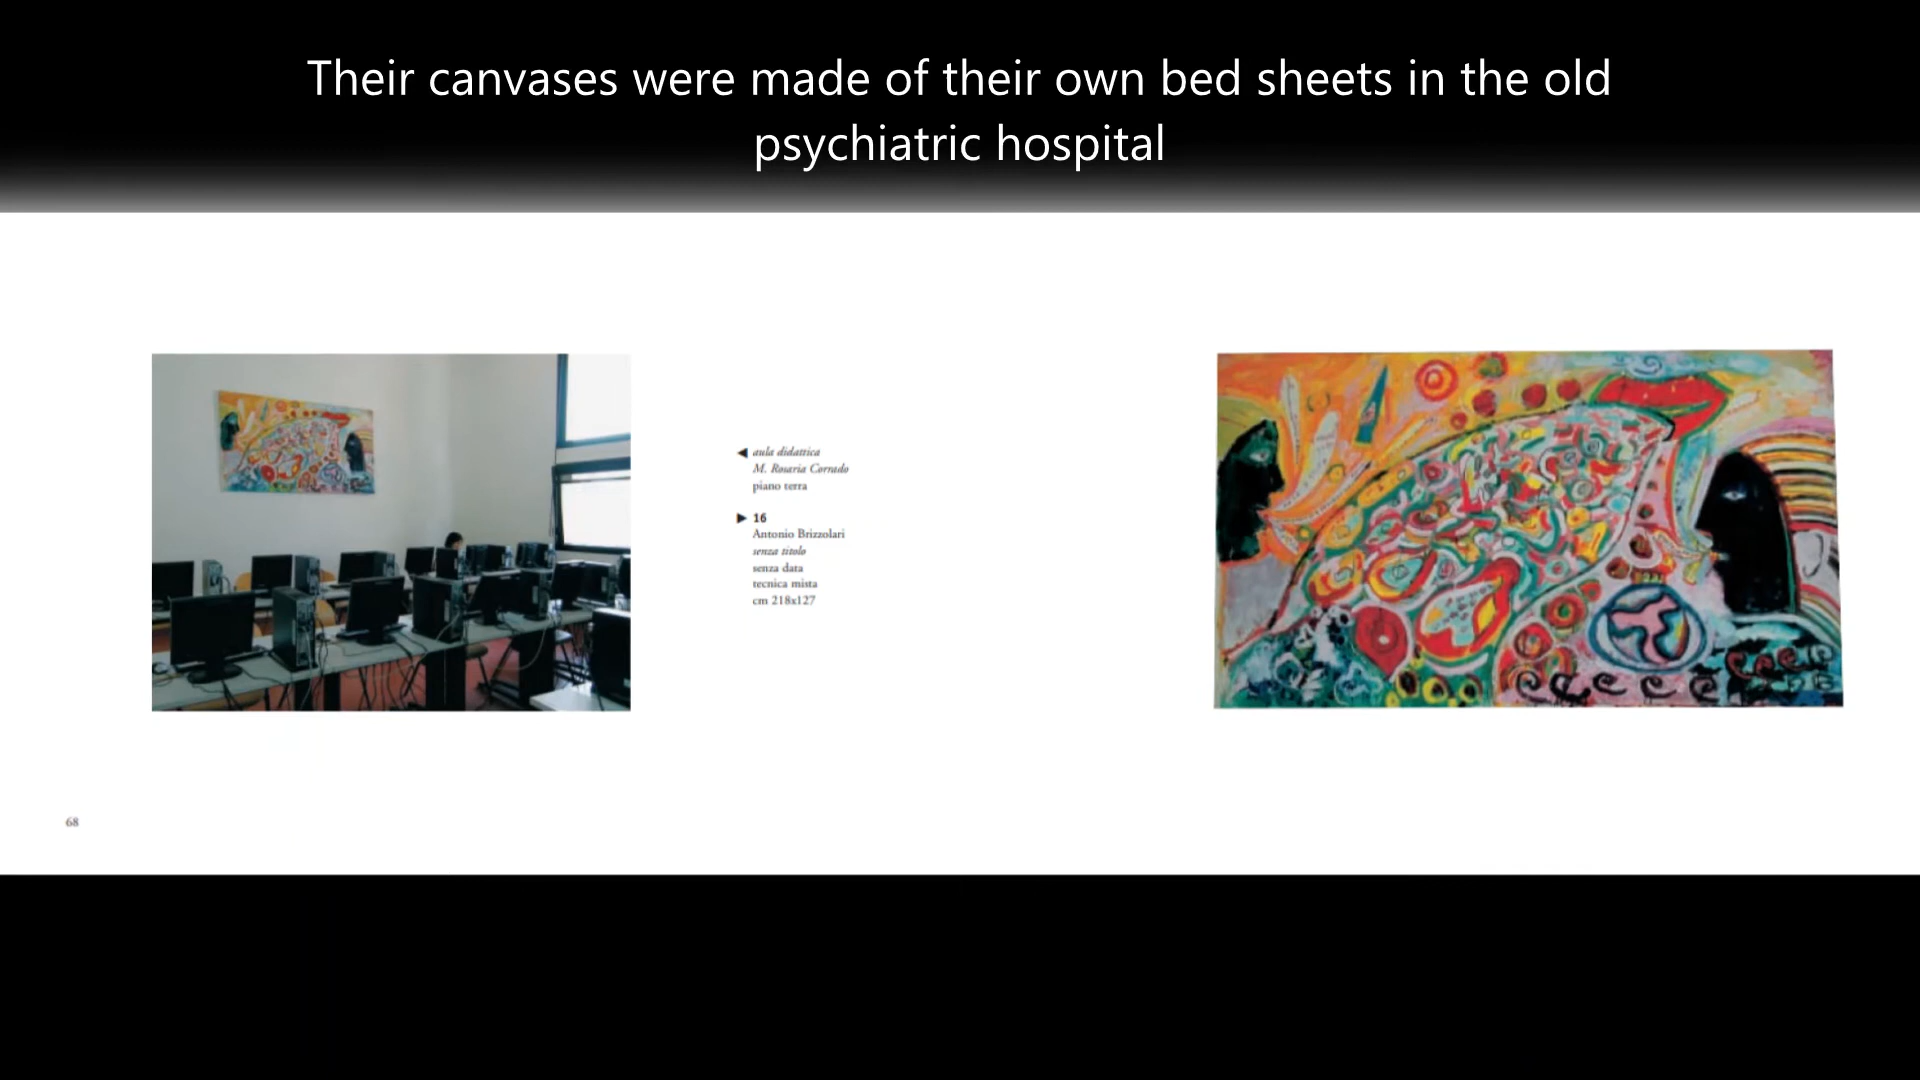 Their canvases were made of their own bed sheets in the old
psychiatric hospital
◀ aula didattica
M. Rosaria Corrado
piano terra
▶ 16
Antonio Brizzolari
senza titolo
senza data
tecnica mista
cm 218x127
68